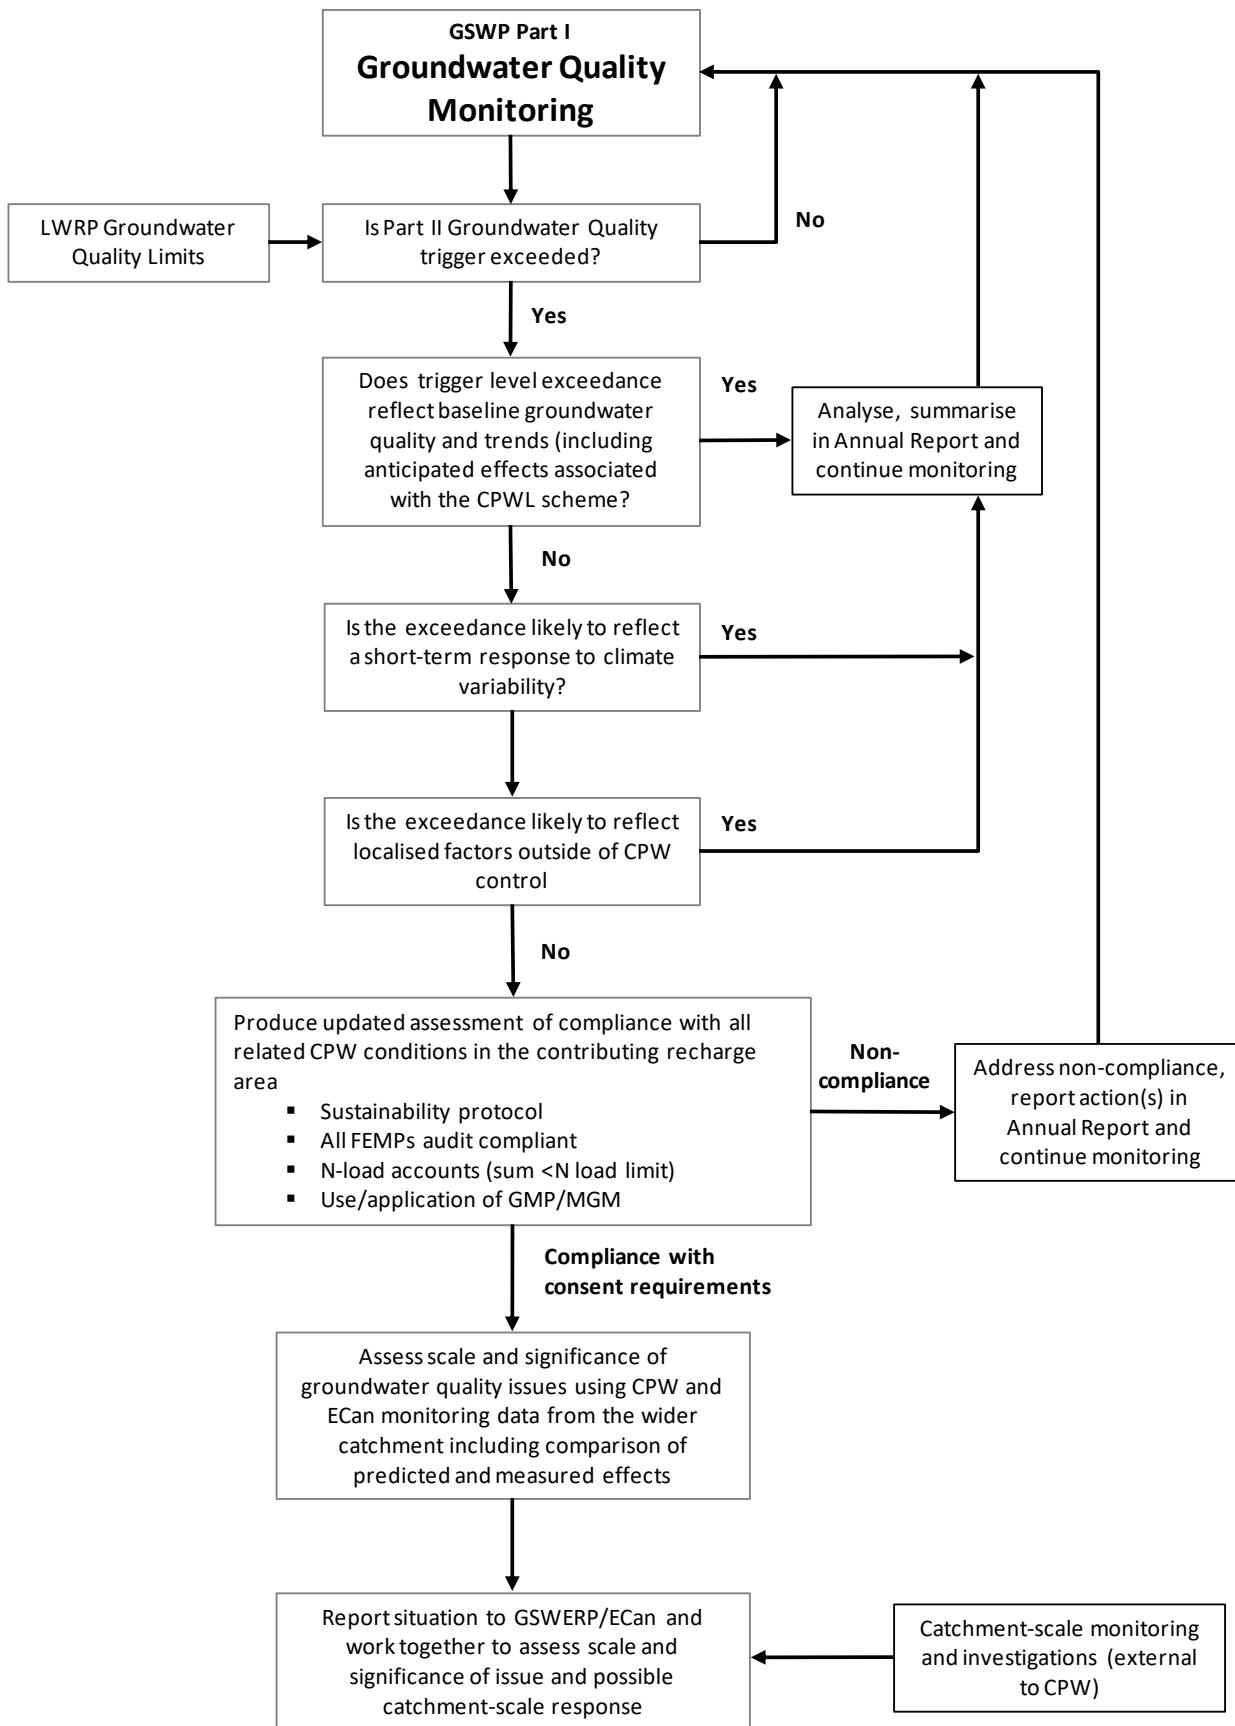 GSWP Part I
Groundwater Quality
Monitoring
LWRP Groundwater
Quality Limits
Is Part II Groundwater Quality
trigger exceeded?
No
Yes
Does trigger level exceedance
reflect baseline groundwater
quality and trends (including
anticipated effects associated
with the CPWL scheme?
Yes
Analyse, summarise
in Annual Report and
continue monitoring
No
Is the exceedance likely to reflect
a short-term response to climate
variability?
Yes
Is the exceedance likely to reflect
localised factors outside of CPW
control
Yes
No
Produce updated assessment of compliance with all
related CPW conditions in the contributing recharge
area
▪ Sustainability protocol
▪ All FEMPs audit compliant
▪ N-load accounts (sum <N load limit)
▪ Use/application of GMP/MGM
Non-
compliance
Address non-compliance,
report action(s) in
Annual Report and
continue monitoring
Compliance with
consent requirements
Assess scale and significance of
groundwater quality issues using CPW and
ECan monitoring data from the wider
catchment including comparison of
predicted and measured effects
Report situation to GSWERP/ECan and
work together to assess scale and
significance of issue and possible
catchment-scale response
Catchment-scale monitoring
and investigations (external
to CPW)